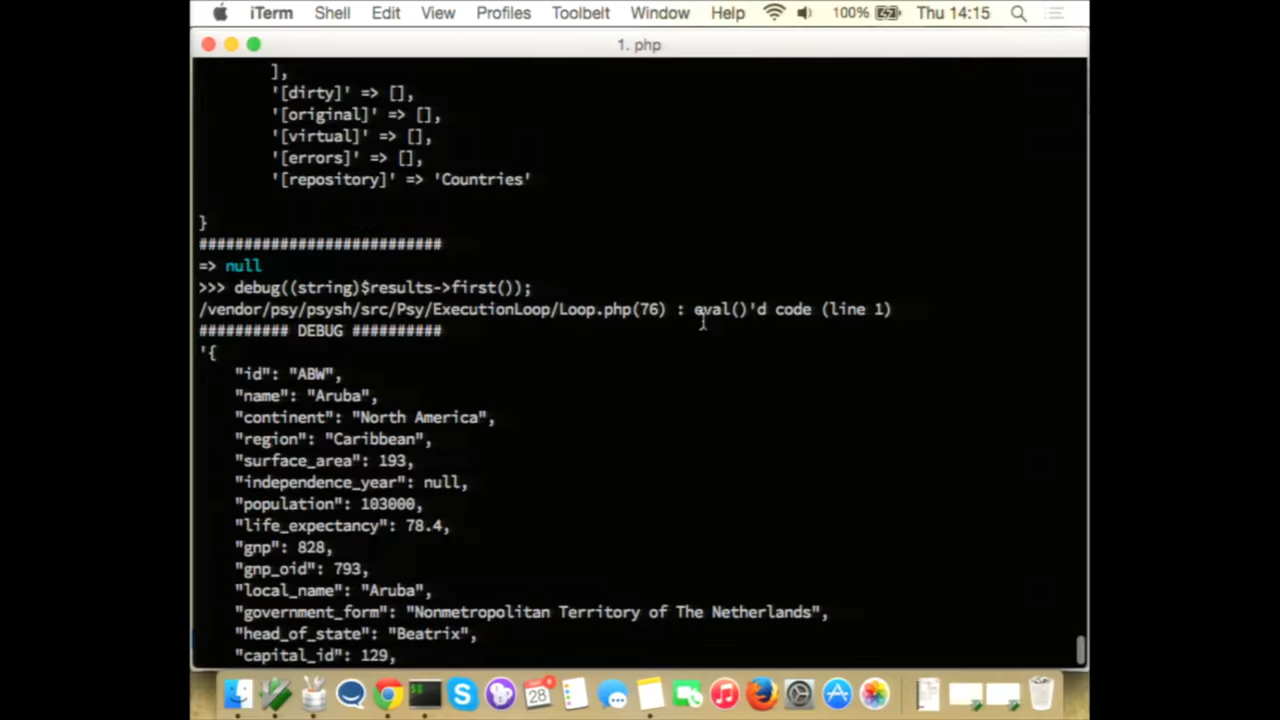 iTerm Shell Edit View Profiles Toolbelt Window Help 100% Thu 14:15
1. php
],
'[dirty]' => [],
'[original]' => [],
'[virtual]' => [],
'[errors]' => [],
'[repository]' => 'Countries'
}
###########################
=> null
>>> debug((string)$results->first());
/vendor/psy/psysh/src/Psy/ExecutionLoop/Loop.php(76) : eval()'d code (line 1)
########## DEBUG ##########
'{
"id": "ABW",
"name": "Aruba",
"continent": "North America",
"region": "Caribbean",
"surface_area": 193,
"independence_year": null,
"population": 103000,
"life_expectancy": 78.4,
"gnp": 828,
"gnp_oid": 793,
"local_name": "Aruba",
"government_form": "Nonmetropolitan Territory of The Netherlands",
"head_of_state": "Beatrix",
"capital_id": 129,
28